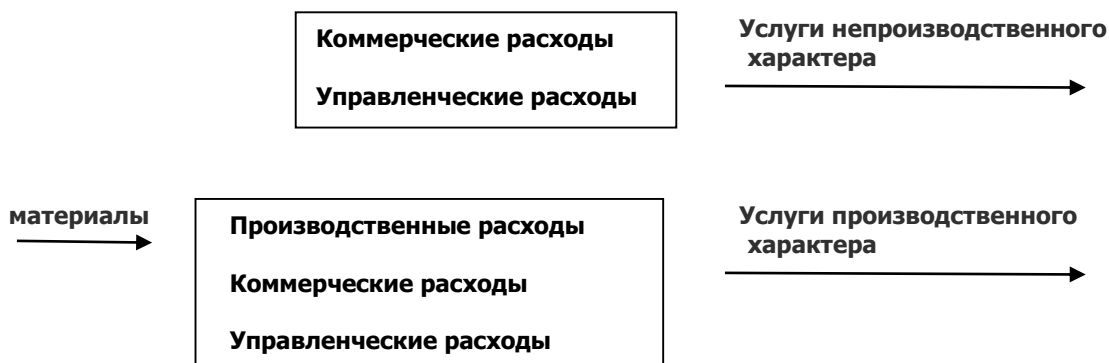 Коммерческие расходы
Управленческие расходы
Услуги непроизводственного
характера
материалы
Производственные расходы
Коммерческие расходы
Управленческие расходы
Услуги производственного
характера